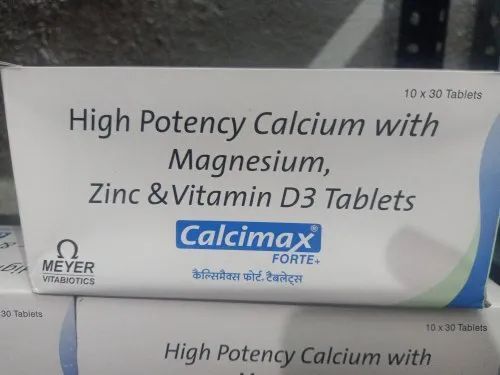 10 x 30 Tablets
High Potency Calcium with
Magnesium,
Zinc &Vitamin D3 Tablets
Calcimax®
FORTE+
MEYER
VITABIOTICS
कैल्सिमैक्स फोर्ट+ टैबलेट्स
30 Tablets
10 x 30 Tablets
High Potency Calcium with